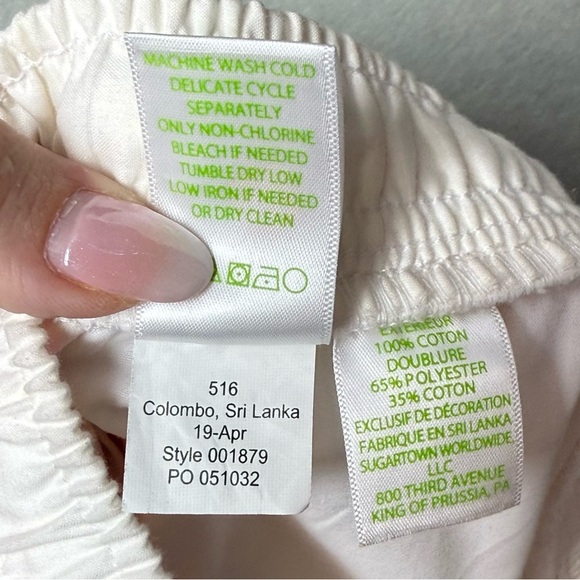 MACHINE WASH COLD
DELICATE CYCLE
SEPARATELY
ONLY NON-CHLORINE
BLEACH IF NEEDED
TUMBLE DRY LOW
LOW IRON IF NEEDED
OR DRY CLEAN
516
Colombo, Sri Lanka
19-Apr
Style 001879
PO 051032
EXTERIEUR
100% COTON
DOUBLURE
65% POLYESTER
35% COTON
EXCLUSIF DE DÉCORATION
FABRIQUE EN SRI LANKA
SUGARTOWN WORLDWIDE,
LLC
800 THIRD AVENUE
KING OF PRUSSIA, PA